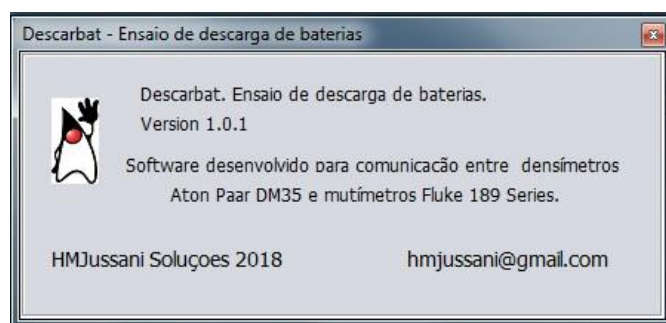 Descarbat - Ensaio de descarga de baterias
Descarbat. Ensaio de descarga de baterias.
Version 1.0.1
Software desenvolvido para comunicacão entre densímetros
Aton Paar DM35 e mutímetros Fluke 189 Series.
HMJussani Soluçoes 2018 hmjussani@gmail.com